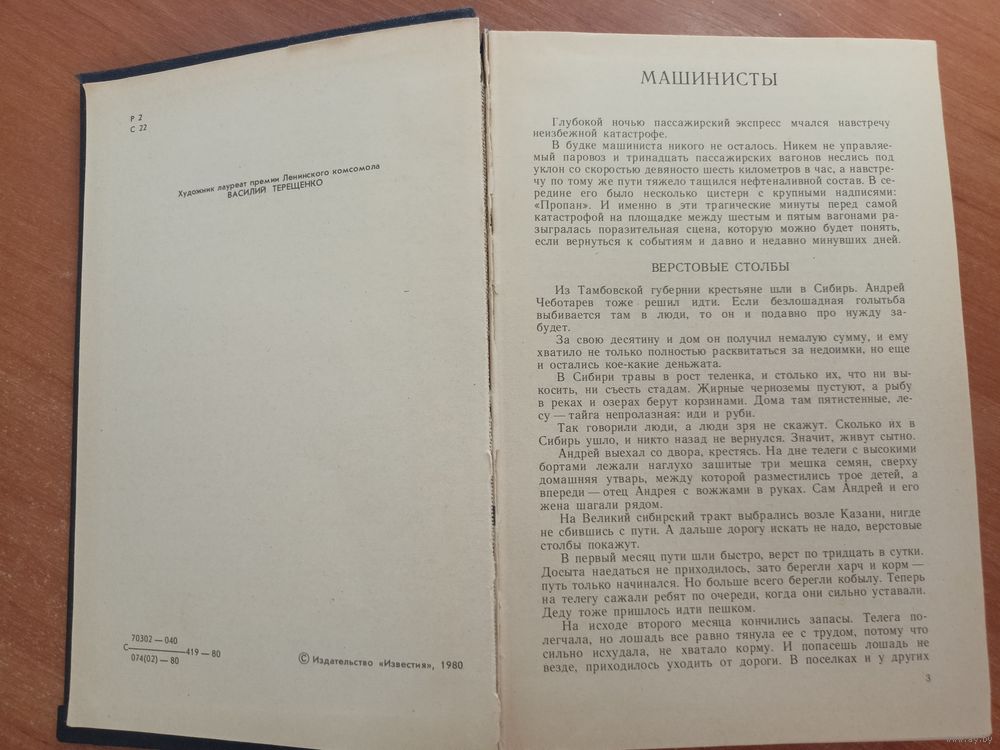 Р 2
С 22
Художник лауреат премии Ленинского комсомола
ВАСИЛИЙ ТЕРЕЩЕНКО
70302 — 040
С 419 — 80
074(02) — 80
© Издательство «Известия», 1980
МАШИНИСТЫ
Глубокой ночью пассажирский экспресс мчался навстречу
неизбежной катастрофе.
В будке машиниста никого не осталось. Никем не управляе-
мый паровоз и тринадцать пассажирских вагонов неслись под
уклон со скоростью девяносто шесть километров в час, а навстре-
чу по тому же пути тяжело тащился нефтеналивной состав. В се-
редине его было несколько цистерн с крупными надписями:
«Пропан». И именно в эти трагические минуты перед самой
катастрофой на площадке между шестым и пятым вагонами ра-
зыгралась поразительная сцена, которую можно будет понять,
если вернуться к событиям и давно и недавно минувших дней.
ВЕРСТОВЫЕ СТОЛБЫ
Из Тамбовской губернии крестьяне шли в Сибирь. Андрей
Чеботарев тоже решил идти. Если безлошадная голытьба
выбивается там в люди, то он и подавно про нужду за-
будет.
За свою десятину и дом он получил немалую сумму, и ему
хватило не только полностью расквитаться за недоимки, но еще
и остались кое-какие деньжата.
В Сибири травы в рост теленка, и столько их, что ни вы-
косить, ни съесть стадам. Жирные черноземы пустуют, а рыбу
в реках и озерах берут корзинами. Дома там пятистенные, ле-
су — тайга непролазная: иди и руби.
Так говорили люди, а люди зря не скажут. Сколько их в
Сибирь ушло, и никто назад не вернулся. Значит, живут сытно.
Андрей выехал со двора, крестясь. На дне телеги с высокими
бортами лежали наглухо зашитые три мешка семян, сверху
домашняя утварь, между которой разместились трое детей, а
впереди — отец Андрея с вожжами в руках. Сам Андрей и его
жена шагали рядом.
На Великий сибирский тракт выбрались возле Казани, нигде
не сбившись с пути. А дальше дорогу искать не надо, верстовые
столбы покажут.
В первый месяц пути шли быстро, верст по тридцать в сутки.
Досыта наедаться не приходилось, зато берегли харч и корм —
путь только начинался. Но больше всего берегли кобылу. Теперь
на телегу сажали ребят по очереди, когда они сильно уставали.
Деду тоже пришлось идти пешком.
На исходе второго месяца кончились запасы. Телега по-
легчала, но лошадь все равно тянула ее с трудом, потому что
сильно исхудала, не хватало корму. И попасешь лошадь не
везде, приходилось уходить от дороги. В поселках и у других
3
www.ay.by